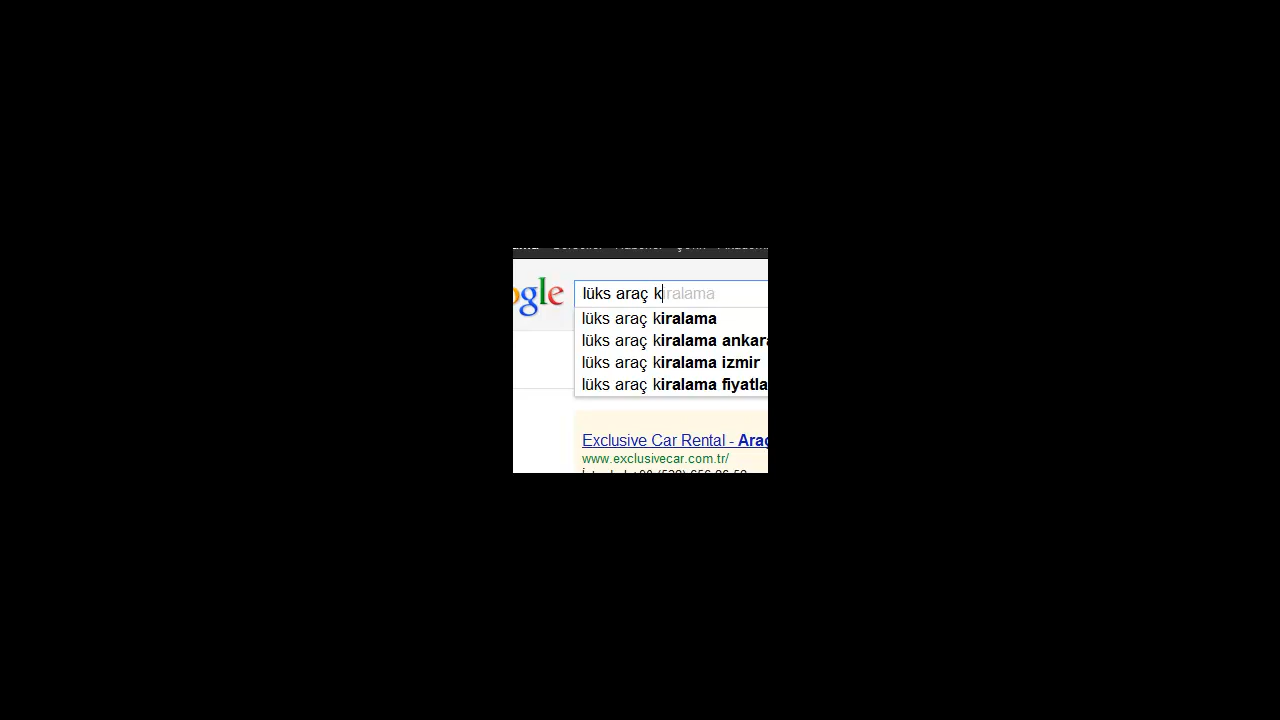 ogle
lüks araç kiralama
lüks araç kiralama
lüks araç kiralama ankara
lüks araç kiralama izmir
lüks araç kiralama fiyatla
Exclusive Car Rental - Araç
www.exclusivecar.com.tr/